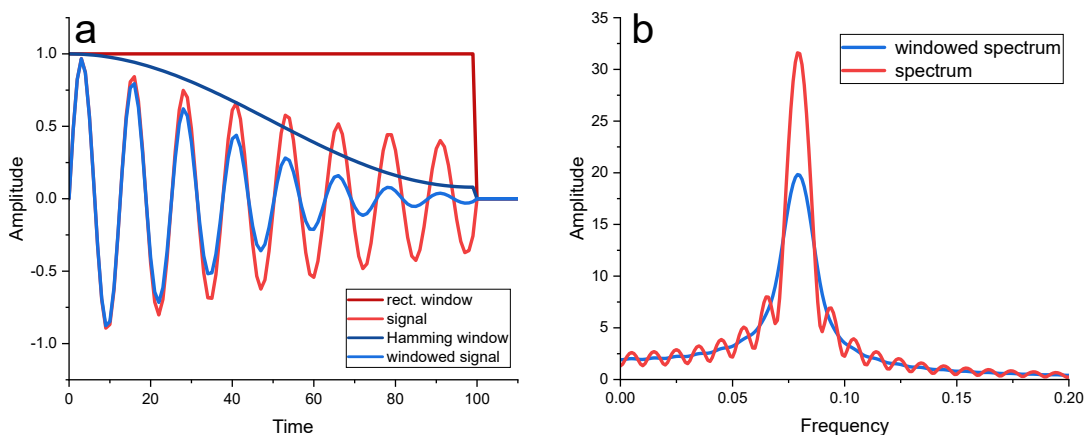 a
1.0
0.5
0.0
-0.5
-1.0
Amplitude
0 20 40 60 80 100
Time
rect. window
signal
Hamming window
windowed signal
b
35
30
25
20
15
10
5
0
Amplitude
0.00 0.05 0.10 0.15 0.20
Frequency
windowed spectrum
spectrum